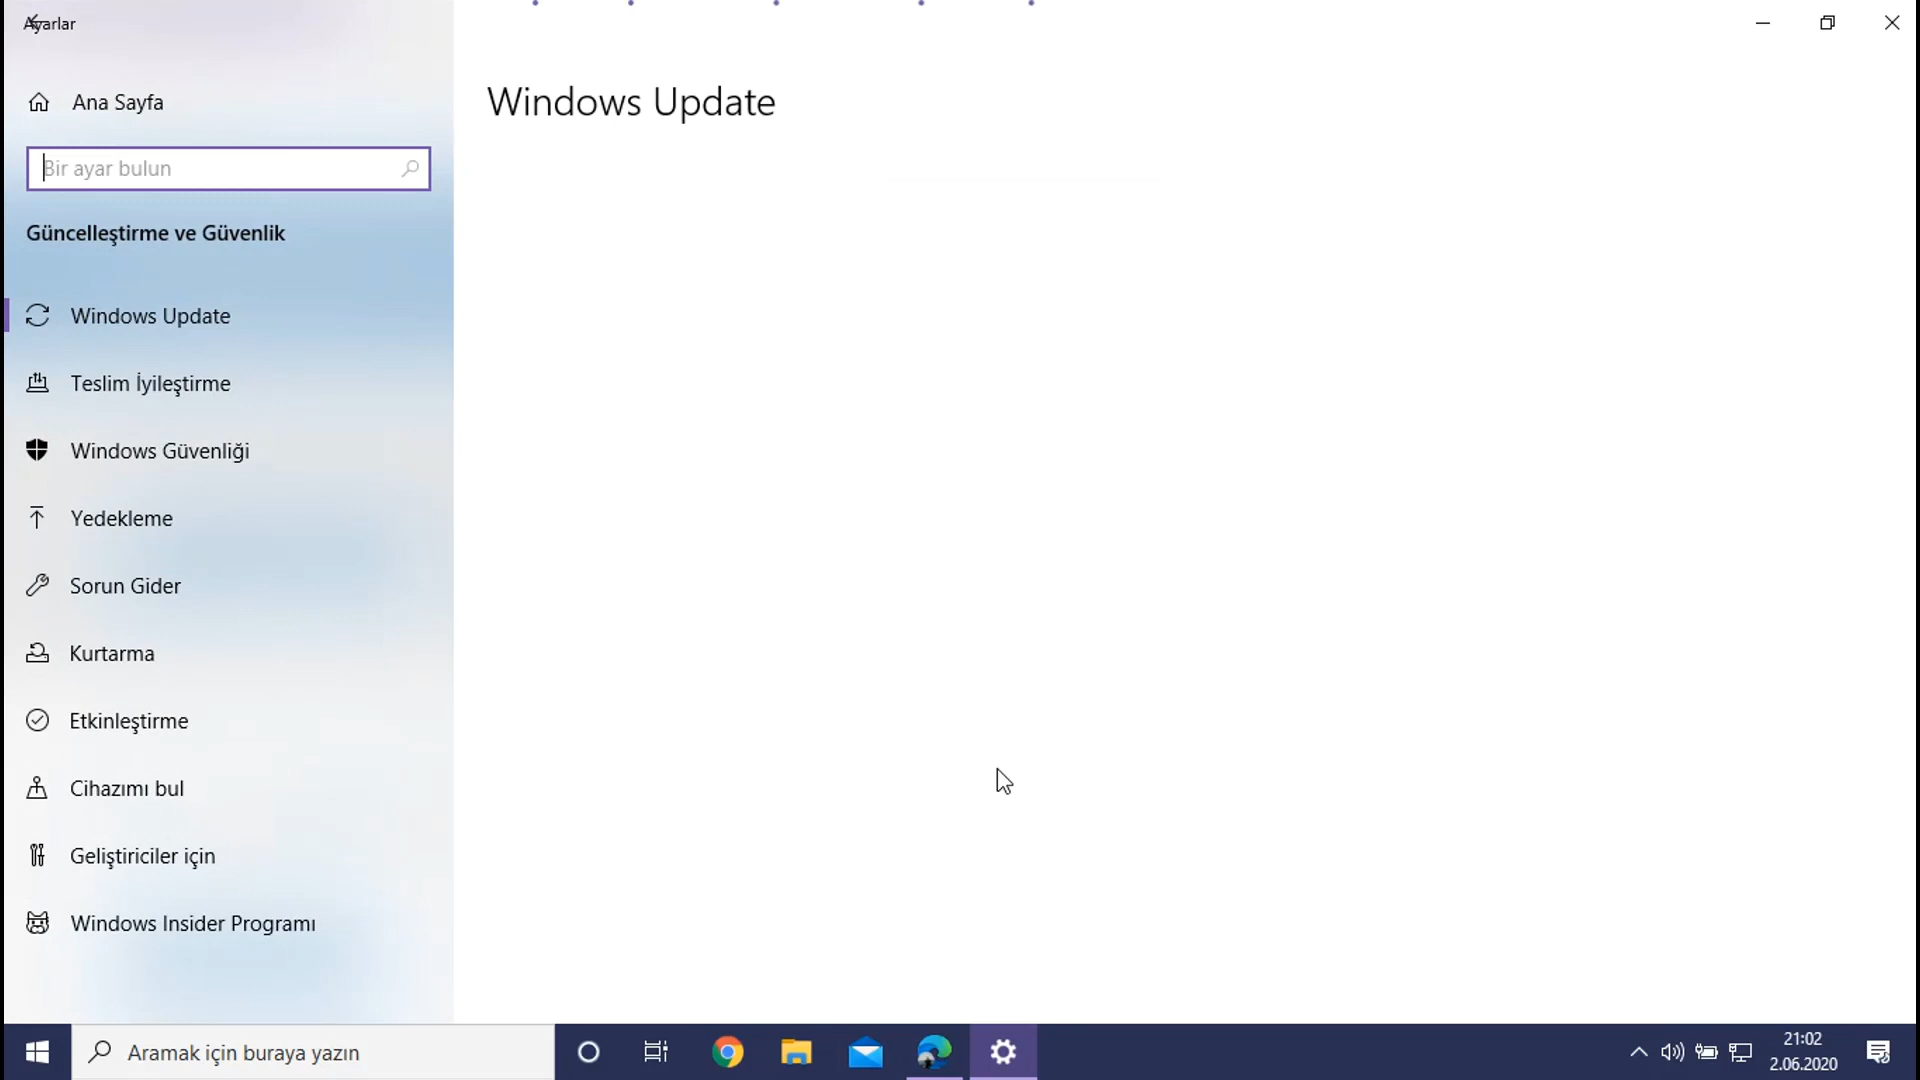 Ayarlar
Ana Sayfa
Bir ayar bulun
Güncelleştirme ve Güvenlik
Windows Update
Teslim İyileştirme
Windows Güvenliği
Yedekleme
Sorun Gider
Kurtarma
Etkinleştirme
Cihazımı bul
Geliştiriciler için
Windows Insider Programı
Windows Update
Aramak için buraya yazın
21:02
2.06.2020